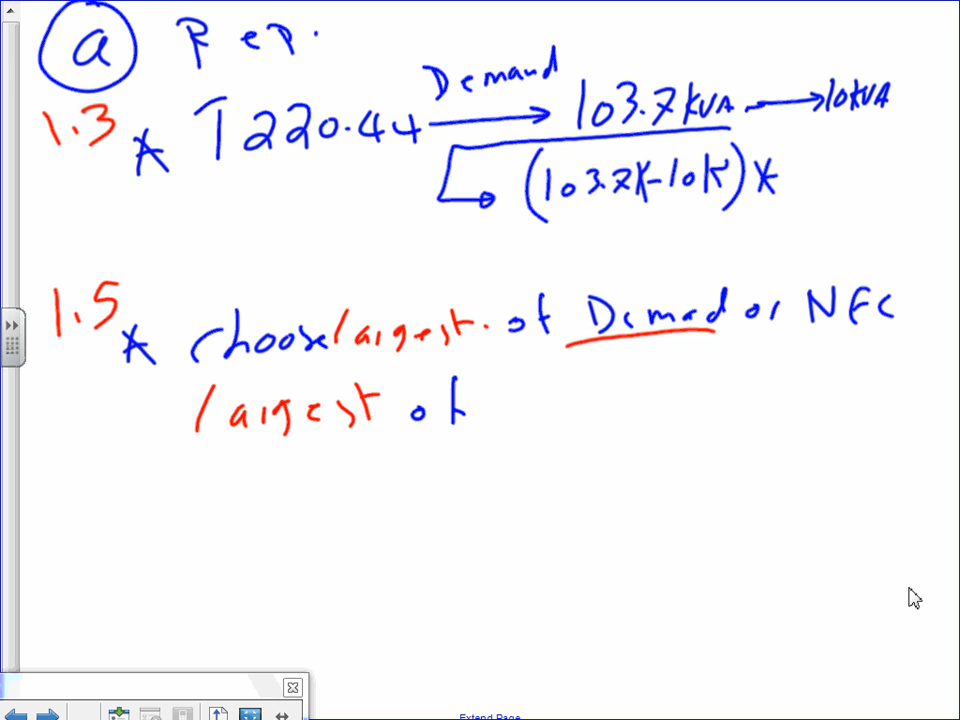 a Rep.
Demand
1.3 * T220.44 → 103.7KVA → 10KVA
(103.7K-10K)*
1.5 * choose largest. of Demad or NEC
largest of
Extend Page